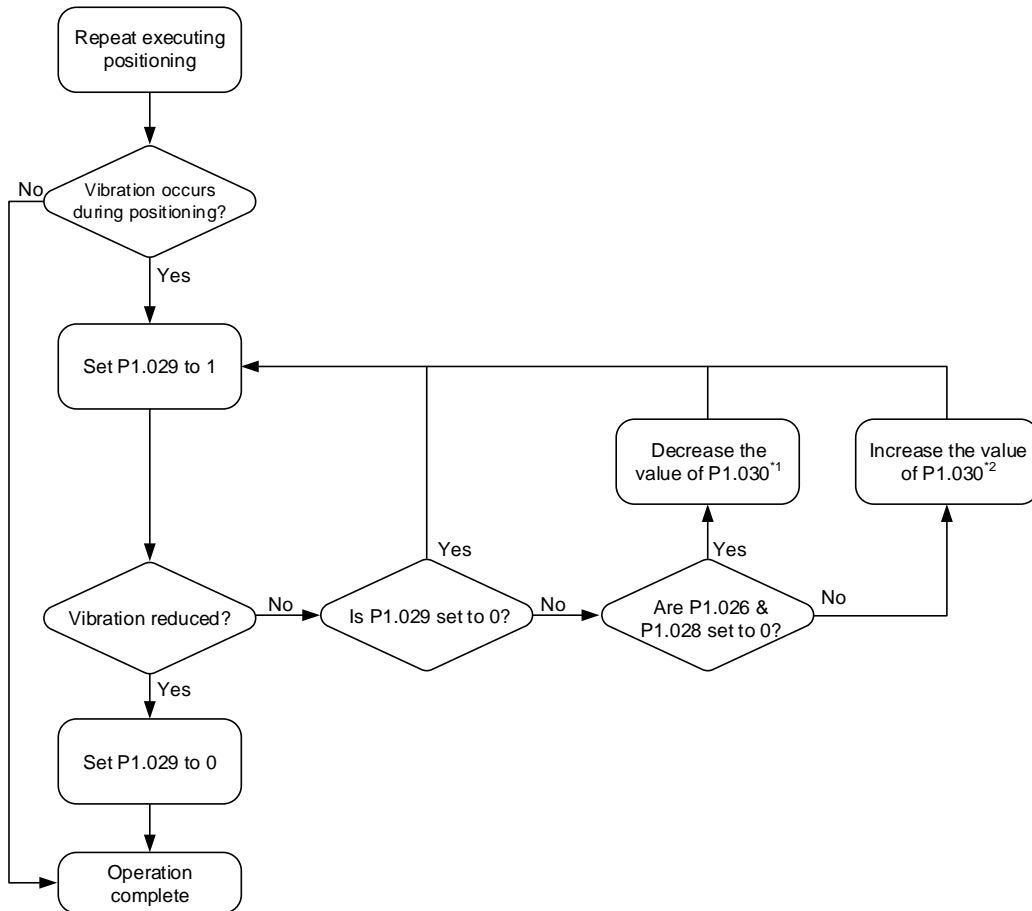 Repeat executing
positioning
No
Vibration occurs
during positioning?
Yes
Set P1.029 to 1
Decrease the
value of P1.030*1
Increase the value
of P1.030*2
Yes
Yes
Vibration reduced?
No
Is P1.029 set to 0?
No
Are P1.026 &
P1.028 set to 0?
No
Yes
Set P1.029 to 0
Operation
complete